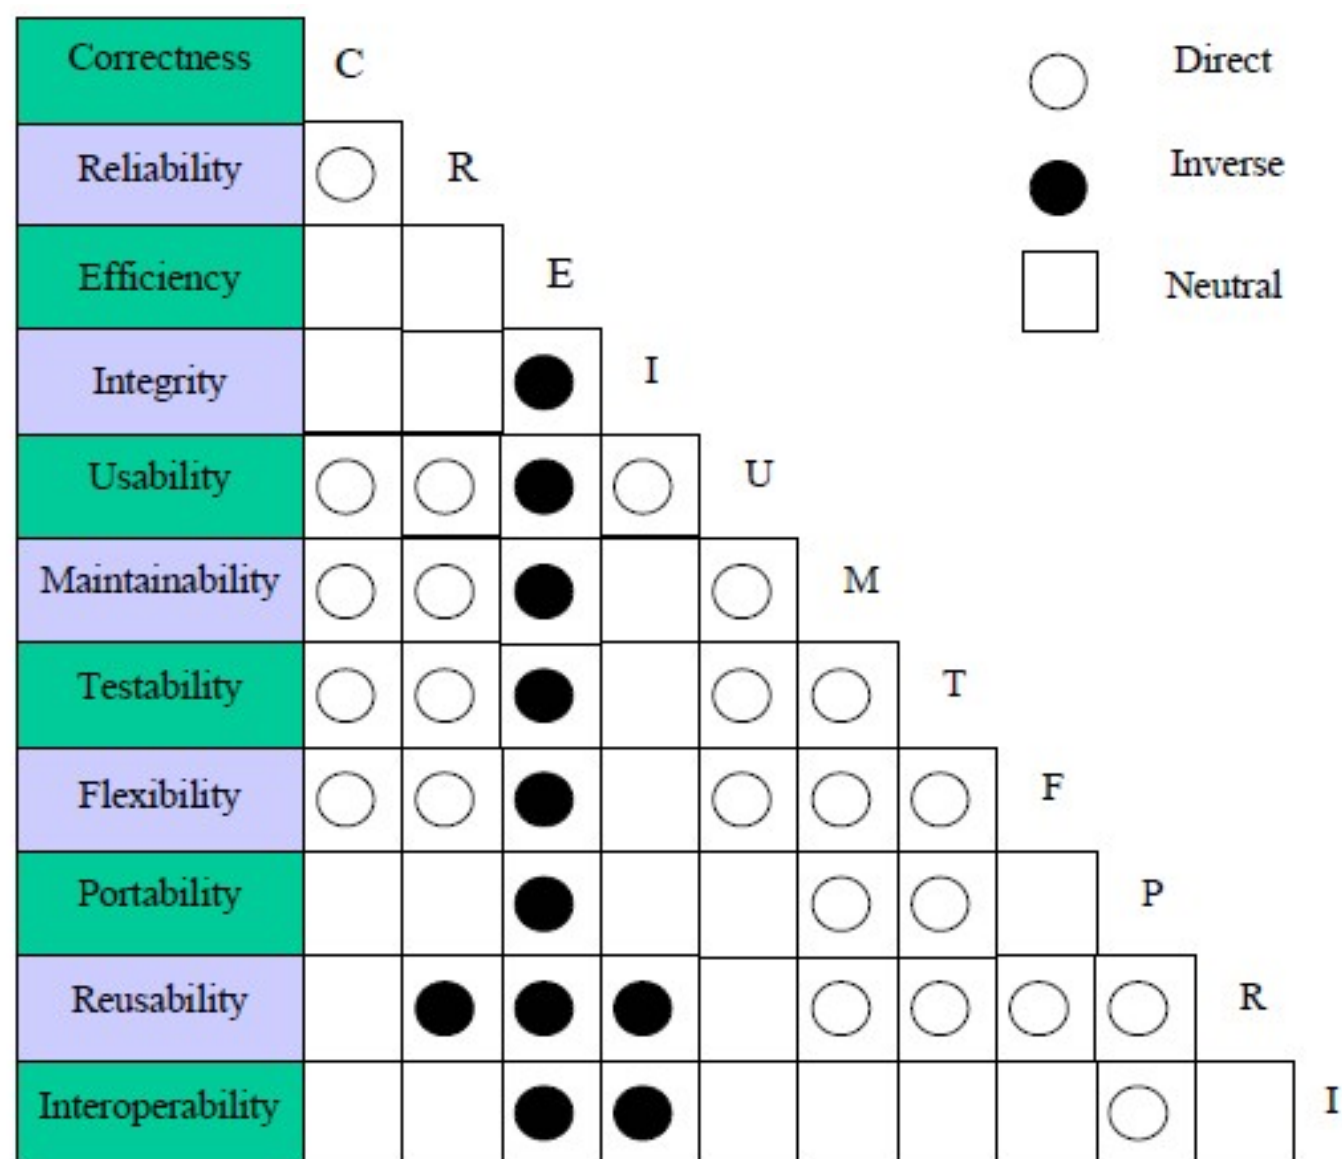 Correctness C
Direct
Reliability R
Inverse
Efficiency E
Neutral
Integrity I
Usability U
Maintainability M
Testability T
Flexibility F
Portability P
Reusability R
Interoperability I